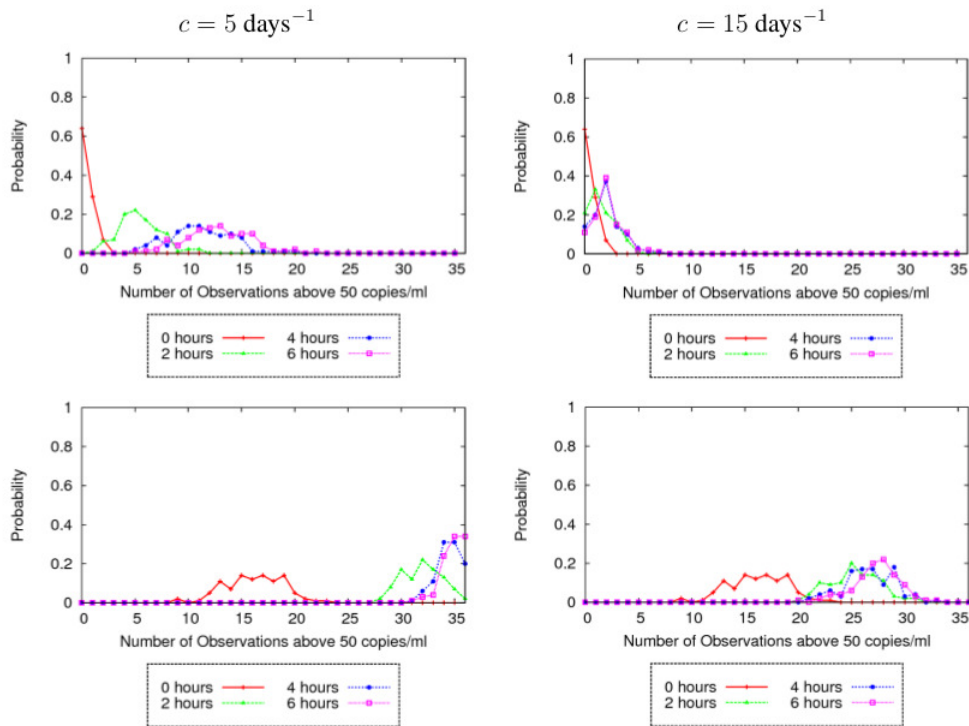 c = 5 days⁻¹
c = 15 days⁻¹
1
0.8
0.6
0.4
0.2
0
Probability
0 5 10 15 20 25 30 35
Number of Observations above 50 copies/ml
0 hours 4 hours
2 hours 6 hours
1
0.8
0.6
0.4
0.2
0
Probability
0 5 10 15 20 25 30 35
Number of Observations above 50 copies/ml
0 hours 4 hours
2 hours 6 hours
1
0.8
0.6
0.4
0.2
0
Probability
0 5 10 15 20 25 30 35
Number of Observations above 50 copies/ml
0 hours 4 hours
2 hours 6 hours
1
0.8
0.6
0.4
0.2
0
Probability
0 5 10 15 20 25 30 35
Number of Observations above 50 copies/ml
0 hours 4 hours
2 hours 6 hours